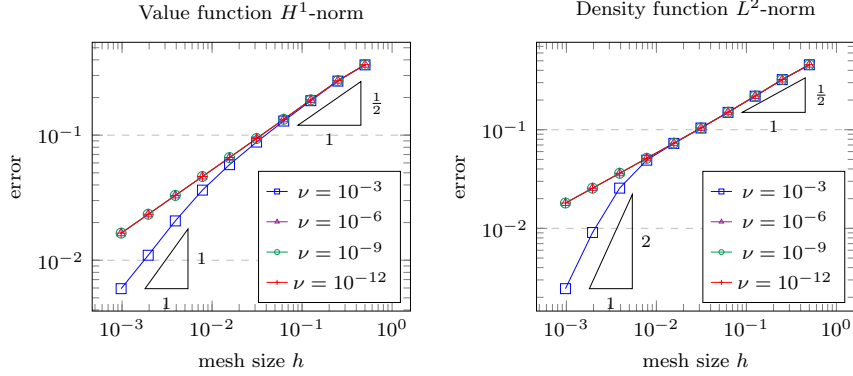 Value function $H^1$-norm
error
10^{-1}
10^{-2}
1
\frac{1}{2}
1
1
ν = 10^{-3}
ν = 10^{-6}
ν = 10^{-9}
ν = 10^{-12}
10^{-3}
10^{-2}
10^{-1}
10^0
mesh size h
Density function $L^2$-norm
error
10^{-1}
10^{-2}
1
\frac{1}{2}
2
1
ν = 10^{-3}
ν = 10^{-6}
ν = 10^{-9}
ν = 10^{-12}
10^{-3}
10^{-2}
10^{-1}
10^0
mesh size h